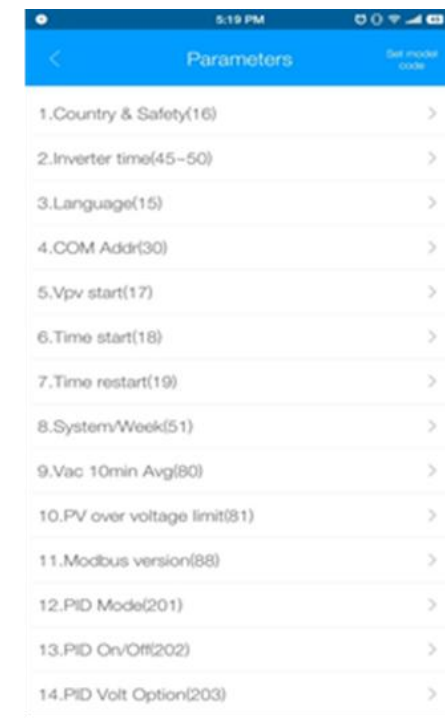 5:19 PM
Parameters
Set model
code
1.Country & Safety(16)
2.Inverter time(45~50)
3.Language(15)
4.COM Addr(30)
5.Vpv start(17)
6.Time start(18)
7.Time restart(19)
8.System/Week(51)
9.Vac 10min Avg(80)
10.PV over voltage limit(81)
11.Modbus version(88)
12.PID Mode(201)
13.PID On/Off(202)
14.PID Volt Option(203)